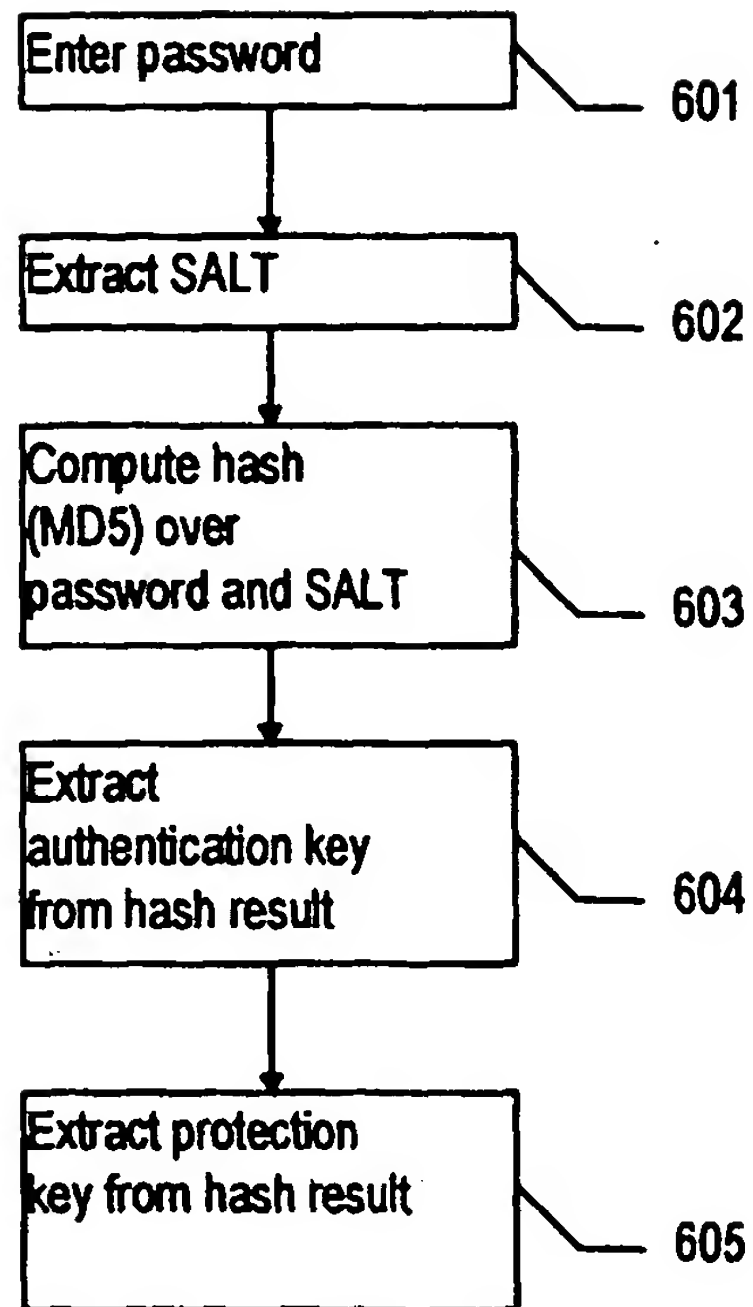 Enter password
601
Extract SALT
602
Compute hash
(MD5) over
password and SALT
603
Extract
authentication key
from hash result
604
Extract protection
key from hash result
605